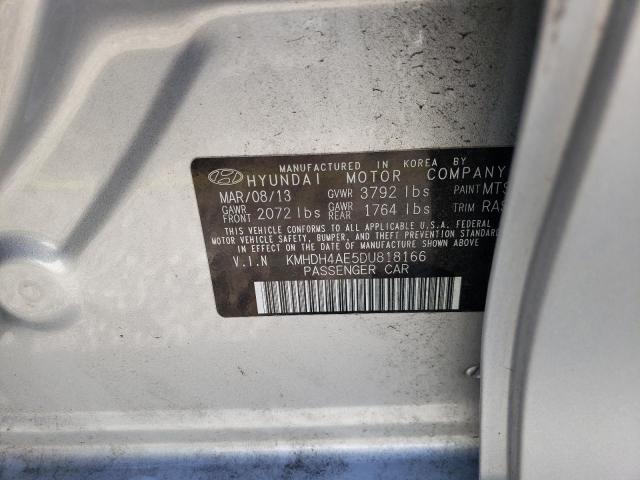 MANUFACTURED IN KOREA BY
HYUNDAI MOTOR COMPANY
MAR/08/13 GVWR 3792 lbs PAINT MTS
GAWR FRONT 2072 lbs GAWR REAR 1764 lbs TRIM RAS
THIS VEHICLE CONFORMS TO ALL APPLICABLE U.S.A. FEDERAL
MOTOR VEHICLE SAFETY, BUMPER, AND THEFT
IN EFFECT ON THE DATE OF MANUFACTURE SHOWN ABOVE.
V.I.N KMHDH4AE5DU818166
PASSENGER CAR